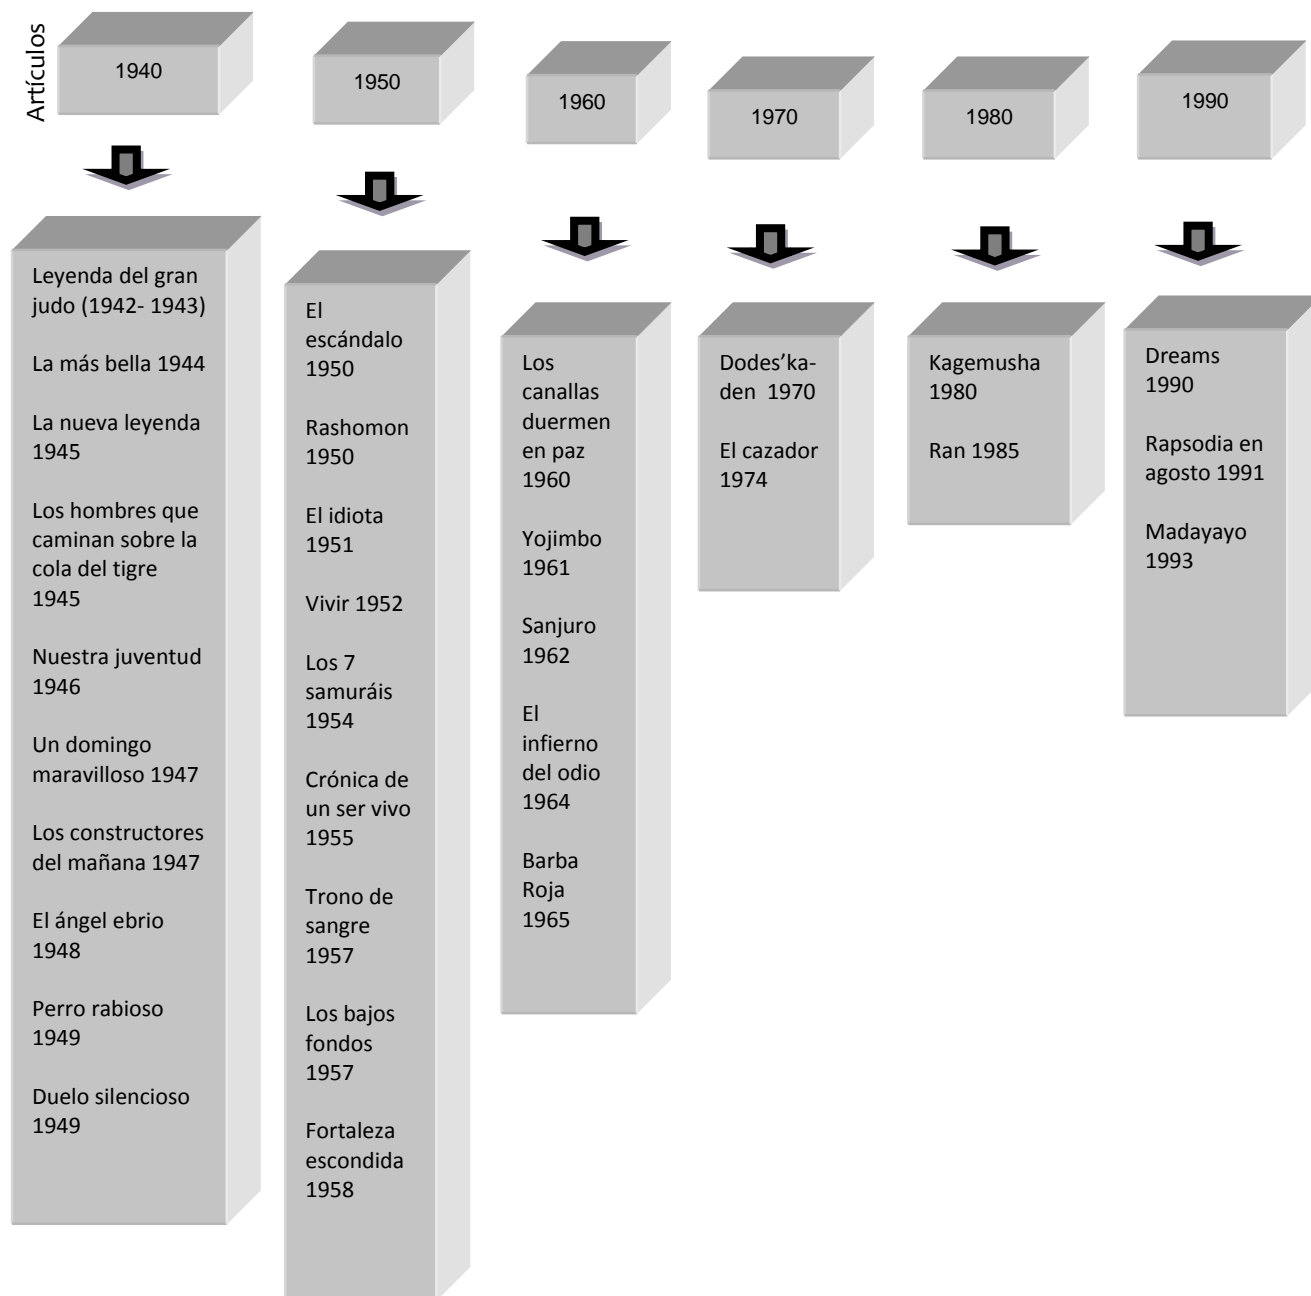 Artículos
1940
1950
1960
1970
1980
1990
Leyenda del gran
judo (1942- 1943)
La más bella 1944
La nueva leyenda
1945
Los hombres que
caminan sobre la
cola del tigre
1945
Nuestra juventud
1946
Un domingo
maravilloso 1947
Los constructores
del mañana 1947
El ángel ebrio
1948
Perro rabioso
1949
Duelo silencioso
1949
El
escándalo
1950
Rashomon
1950
El idiota
1951
Vivir 1952
Los 7
samuráis
1954
Crónica de
un ser vivo
1955
Trono de
sangre
1957
Los bajos
fondos
1957
Fortaleza
escondida
1958
Los
canallas
duermen
en paz
1960
Yojimbo
1961
Sanjuro
1962
El
infierno
del odio
1964
Barba
Roja
1965
Dodes’ka-
den  1970
El cazador
1974
Kagemusha
1980
Ran 1985
Dreams
1990
Rapsodia en
agosto 1991
Madayayo
1993